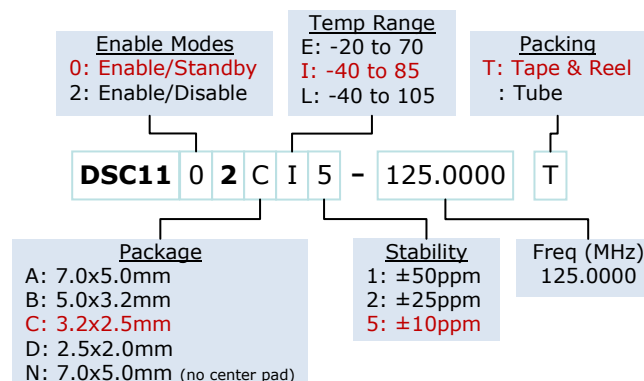 Enable Modes
0: Enable/Standby
2: Enable/Disable
Temp Range
E: -20 to 70
I: -40 to 85
L: -40 to 105
Packing
T: Tape & Reel
: Tube
DSC11 0 2 C I 5 – 125.0000 T
Package
A: 7.0x5.0mm
B: 5.0x3.2mm
C: 3.2x2.5mm
D: 2.5x2.0mm
N: 7.0x5.0mm (no center pad)
Stability
1: ±50ppm
2: ±25ppm
5: ±10ppm
Freq (MHz)
125.0000